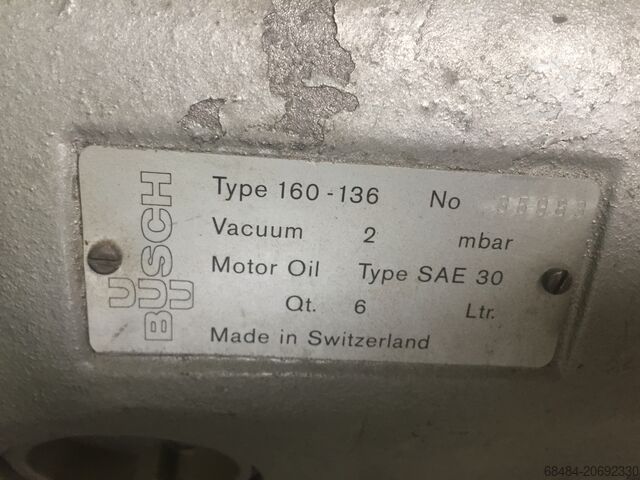 BUSCH
Type 160-136 No
Vacuum 2 mbar
Motor Oil Type SAE 30
Qt. 6 Ltr.
Made in Switzerland
68484-20692330